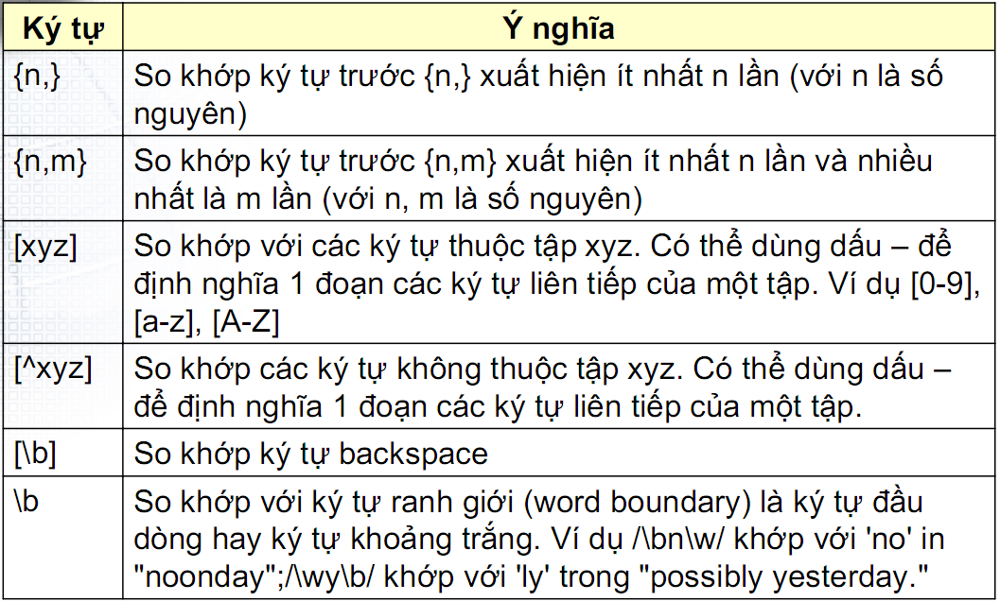 Ký tự Ý nghĩa
{n,} So khớp ký tự trước {n,} xuất hiện ít nhất n lần (với n là số
nguyên)
{n,m} So khớp ký tự trước {n,m} xuất hiện ít nhất n lần và nhiều
nhất là m lần (với n, m là số nguyên)
[xyz] So khớp với các ký tự thuộc tập xyz. Có thể dùng dấu – để
định nghĩa 1 đoạn các ký tự liên tiếp của một tập. Ví dụ [0-9],
[a-z], [A-Z]
[^xyz] So khớp các ký tự không thuộc tập xyz. Có thể dùng dấu –
để định nghĩa 1 đoạn các ký tự liên tiếp của một tập.
[\b] So khớp ký tự backspace
\b So khớp với ký tự ranh giới (word boundary) là ký tự đầu
dòng hay ký tự khoảng trắng. Ví dụ /\bn\w/ khớp với 'no' in
"noonday";/\wy\b/ khớp với 'ly' trong "possibly yesterday."